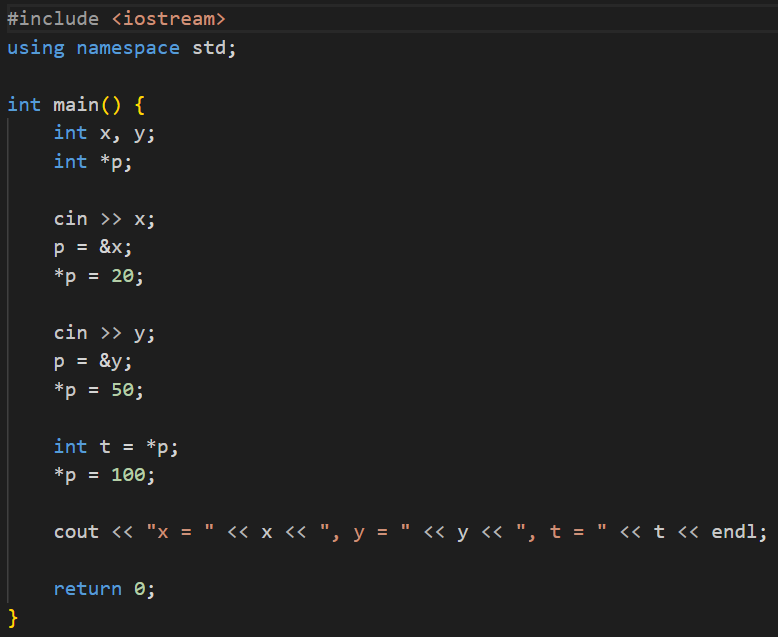 #include <iostream>
using namespace std;
int main() {
    int x, y;
    int *p;
    cin >> x;
    p = &x;
    *p = 20;
    cin >> y;
    p = &y;
    *p = 50;
    int t = *p;
    *p = 100;
    cout << "x = " << x << ", y = " << y << ", t = " << t << endl;
    return 0;
}